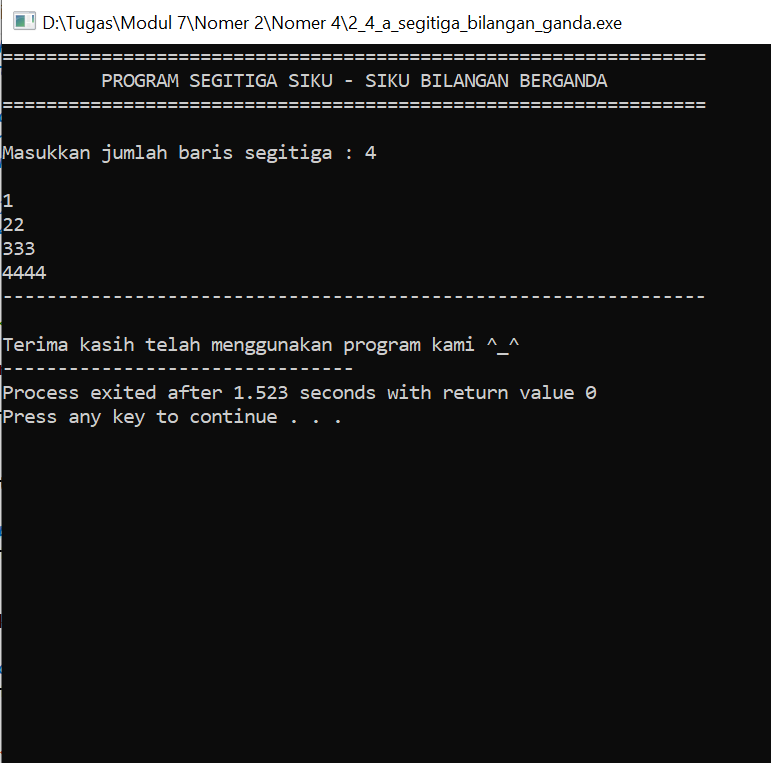 D:\Tugas\Modul 7\Nomer 2\Nomer 4\2_4_a_segitiga_bilangan_ganda.exe
================================================================
PROGRAM SEGITIGA SIKU - SIKU BILANGAN BERGANDA
================================================================
Masukkan jumlah baris segitiga : 4
1
22
333
4444
----------------------------------------------------------------
Terima kasih telah menggunakan program kami ^_^
--------------------------------
Process exited after 1.523 seconds with return value 0
Press any key to continue . . .